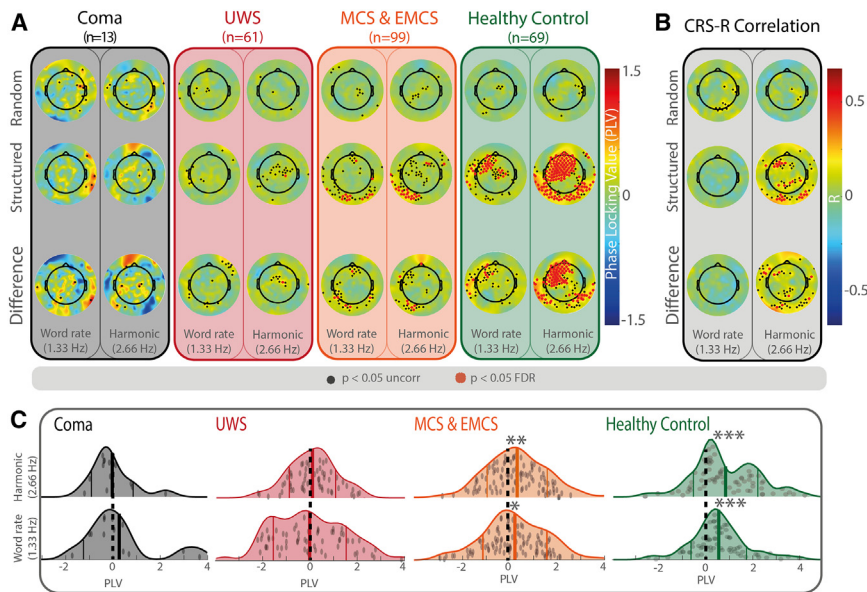 A
Coma
(n=13)
UWS
(n=61)
MCS & EMCS
(n=99)
Healthy Control
(n=69)
B
CRS-R Correlation
Random
Structured
Difference
Word rate
(1.33 Hz)
Harmonic
(2.66 Hz)
Word rate
(1.33 Hz)
Harmonic
(2.66 Hz)
Word rate
(1.33 Hz)
Harmonic
(2.66 Hz)
Word rate
(1.33 Hz)
Harmonic
(2.66 Hz)
1.5
0
-1.5
Phase Locking Value (PLV)
Random
Structured
Difference
Word rate
(1.33 Hz)
Harmonic
(2.66 Hz)
0.5
0
-0.5
R
p < 0.05 uncorr
p < 0.05 FDR
C
Coma
UWS
MCS & EMCS
Healthy Control
Harmonic
(2.66 Hz)
**
***
Word rate
(1.33 Hz)
*
***
-2 0 2 4
PLV
-2 0 2 4
PLV
-2 0 2 4
PLV
-2 0 2 4
PLV